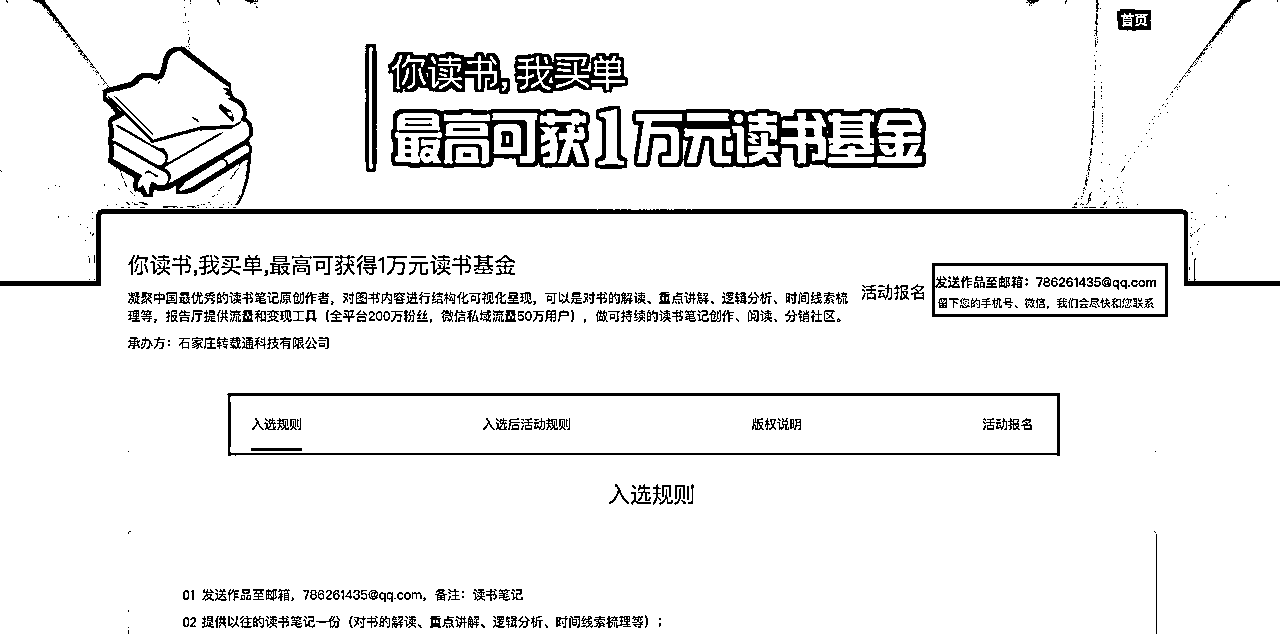 首页
你读书，我买单
最高可获1万元读书基金
你读书,我买单,最高可获得1万元读书基金
凝聚中国最优秀的读书笔记原创作者，对图书内容进行结构化可视化呈现，可以是对书的解读、重点讲解、逻辑分析、时间线索梳
理等，报告厅提供流量和变现工具（全平台200万粉丝，微信私域流量50万用户），做可持续的读书笔记创作、阅读、分销社区。
承办方：石家庄转载通科技有限公司
活动报名
发送作品至邮箱：786261435@qq.com
留下您的手机号、微信，我们会尽快和您联系
入选规则 入选后活动规则 版权说明 活动报名
入选规则
01 发送作品至邮箱，786261435@qq.com，备注：读书笔记
02 提供以往的读书笔记一份（对书的解读、重点讲解、逻辑分析、时间线索梳理等）；